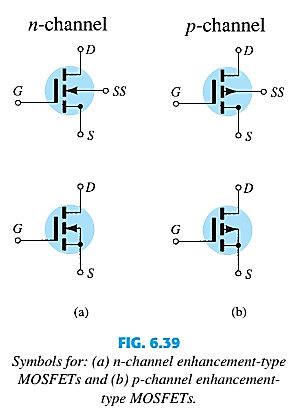 n-channel p-channel
D D
G SS G SS
S S
D D
G G
S S
(a) (b)
FIG. 6.39
Symbols for: (a) n-channel enhancement-type
MOSFETs and (b) p-channel enhancement-
type MOSFETs.